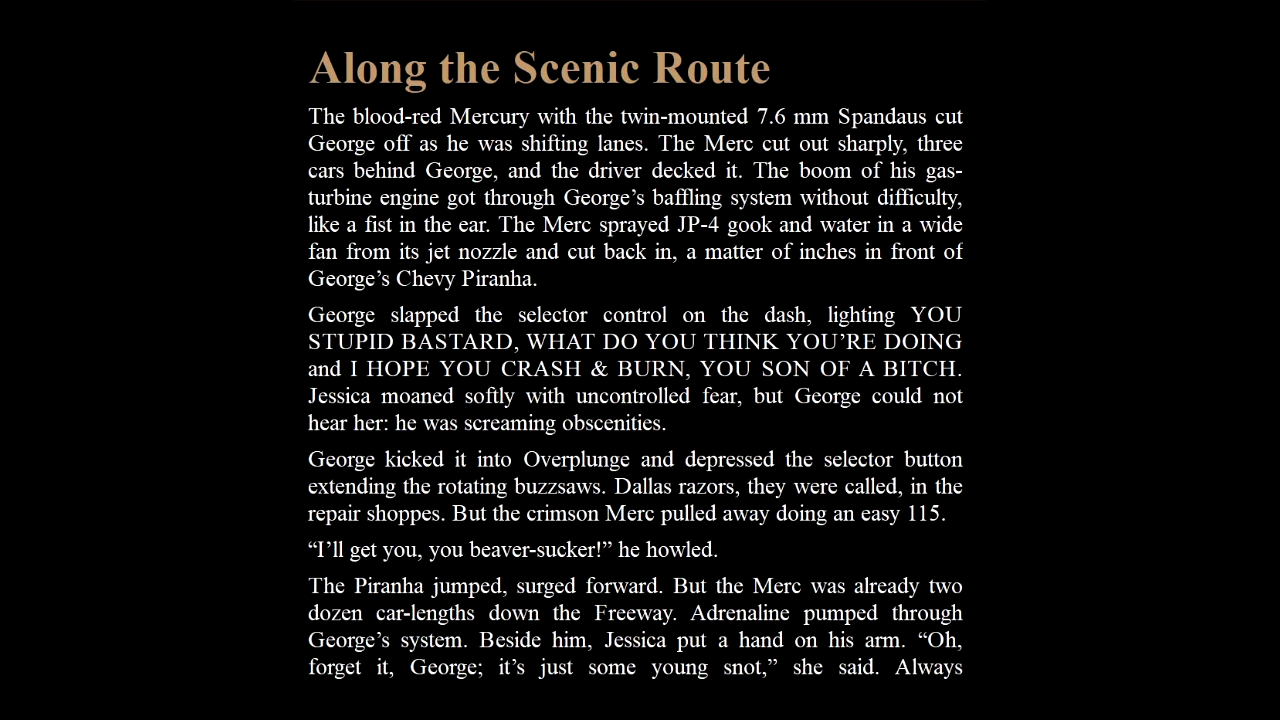 Along the Scenic Route
The blood-red Mercury with the twin-mounted 7.6 mm Spandaus cut
George off as he was shifting lanes. The Merc cut out sharply, three
cars behind George, and the driver decked it. The boom of his gas-
turbine engine got through George’s baffling system without difficulty,
like a fist in the ear. The Merc sprayed JP-4 gook and water in a wide
fan from its jet nozzle and cut back in, a matter of inches in front of
George’s Chevy Piranha.
George slapped the selector control on the dash, lighting YOU
STUPID BASTARD, WHAT DO YOU THINK YOU’RE DOING
and I HOPE YOU CRASH & BURN, YOU SON OF A BITCH.
Jessica moaned softly with uncontrolled fear, but George could not
hear her: he was screaming obscenities.
George kicked it into Overplunge and depressed the selector button
extending the rotating buzzsaws. Dallas razors, they were called, in the
repair shoppes. But the crimson Merc pulled away doing an easy 115.
“I’ll get you, you beaver-sucker!” he howled.
The Piranha jumped, surged forward. But the Merc was already two
dozen car-lengths down the Freeway. Adrenaline pumped through
George’s system. Beside him, Jessica put a hand on his arm. “Oh,
forget it, George; it’s just some young snot,” she said. Always